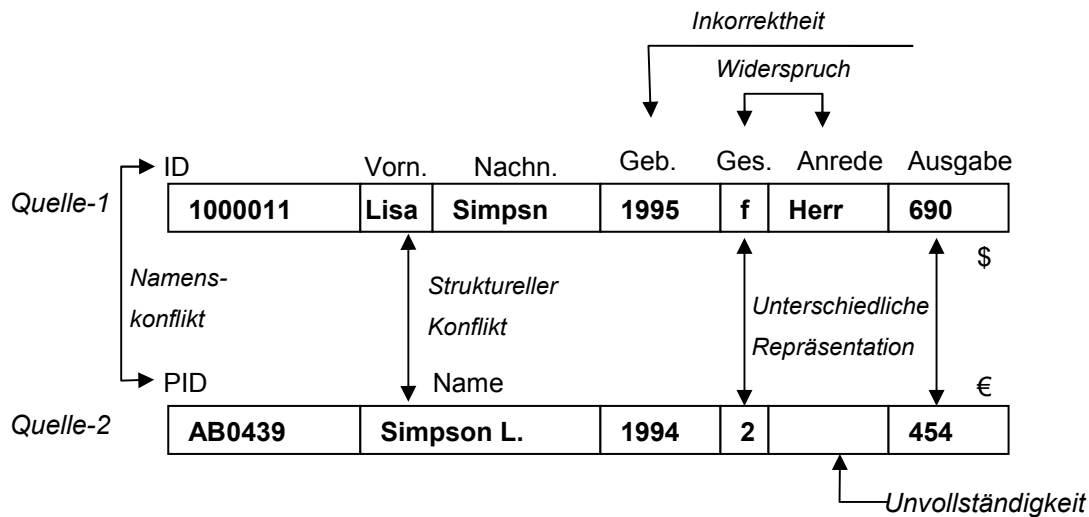 Inkorrektheit
Widerspruch
ID Vorn. Nachn. Geb. Ges. Anrede Ausgabe
Quelle-1 1000011 Lisa Simpsn 1995 f Herr 690
$
Namens-
konflikt
Struktureller
Konflikt
Unterschiedliche
Repräsentation
PID Name €
Quelle-2 AB0439 Simpson L. 1994 2 454
Unvollständigkeit